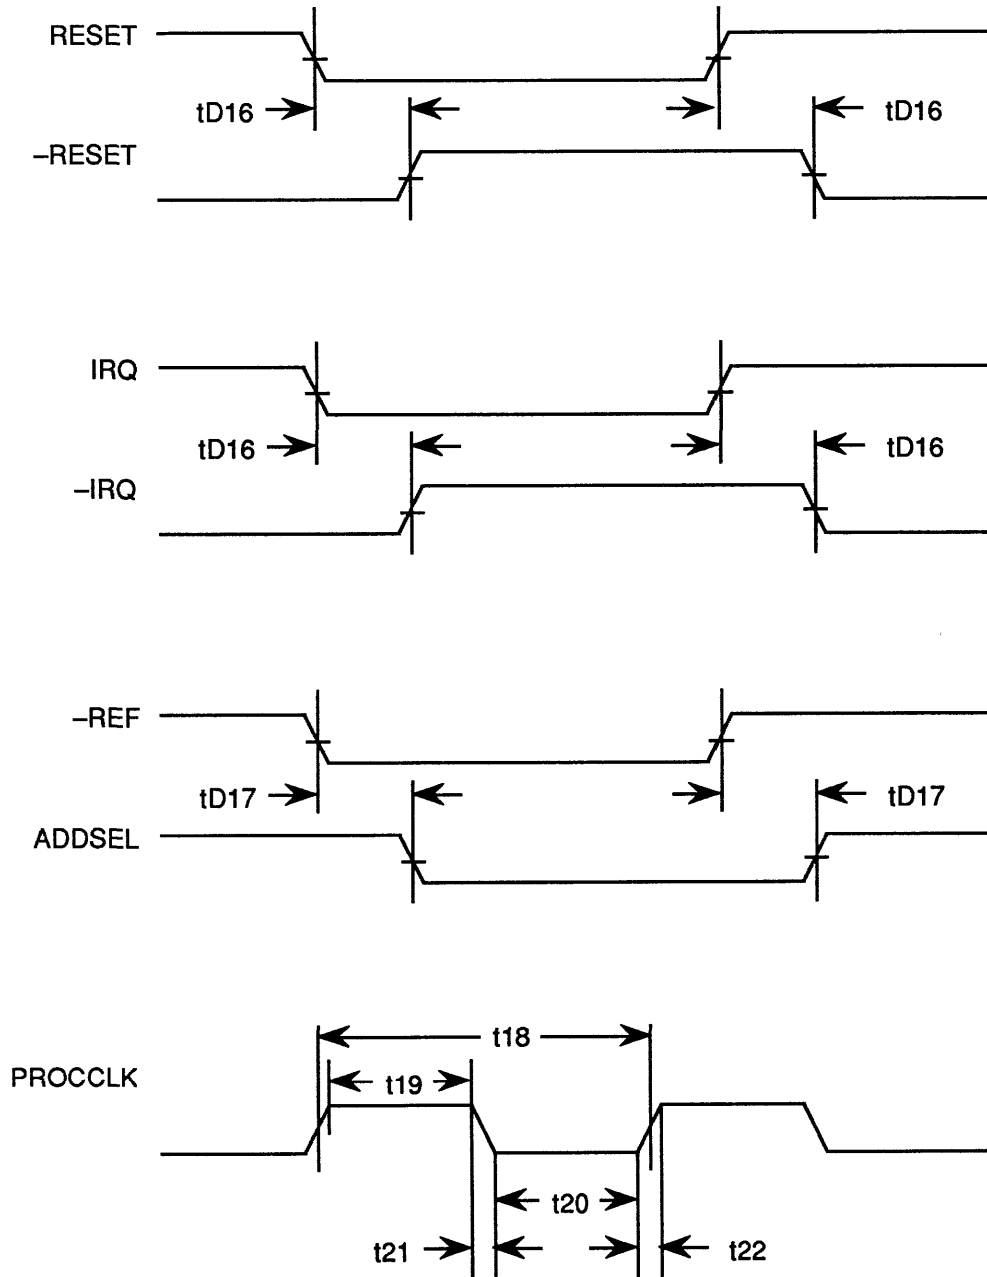 RESET
tD16 tD16
–RESET
IRQ
tD16 tD16
–IRQ
–REF
tD17 tD17
ADDSEL
t18
PROCCLK
t19
t20
t21 t22